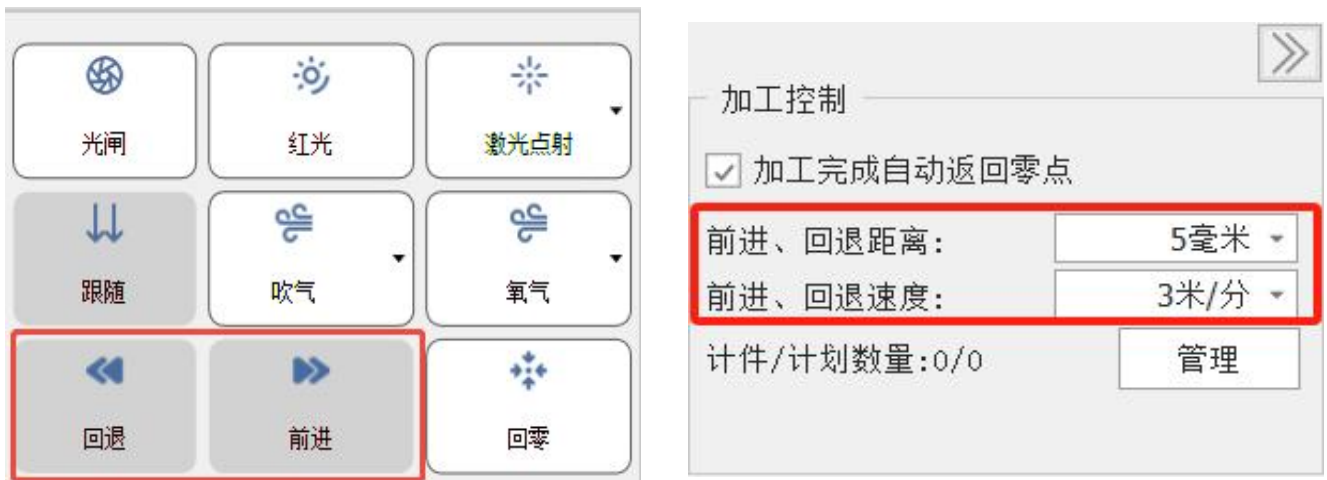 光闸
红光
激光点射
跟随
吹气
氧气
回退
前进
回零
加工控制
加工完成自动返回零点
前进、回退距离: 5毫米
前进、回退速度: 3米/分
计件/计划数量:0/0 管理